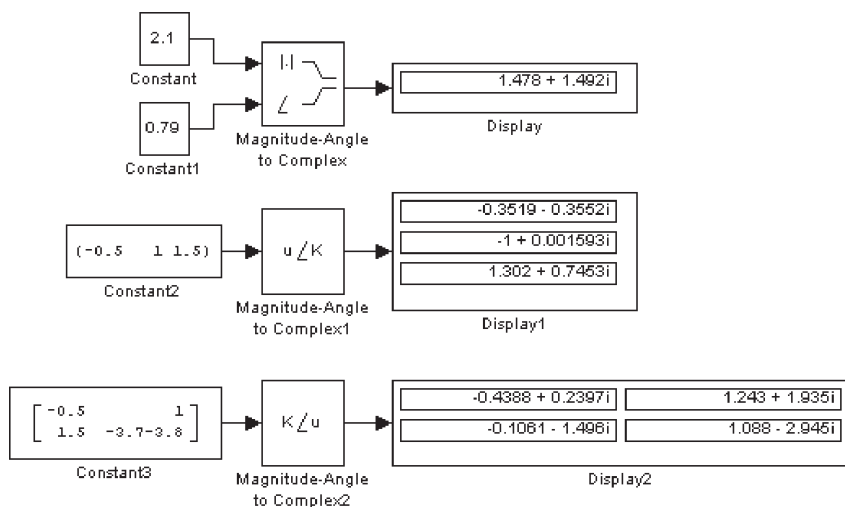 2.1
Constant
0.79
Constant1
|·|
∠
Magnitude-Angle
to Complex
1.478 + 1.492i
Display
(-0.5 1 1.5)
Constant2
u∠K
Magnitude-Angle
to Complex1
-0.3519 - 0.3552i
-1 + 0.001593i
1.302 + 0.7453i
Display1
-0.5 1
1.5 -3.7-3.8
Constant3
K∠u
Magnitude-Angle
to Complex2
-0.4388 + 0.2397i 1.243 + 1.935i
-0.1061 - 1.496i 1.088 - 2.945i
Display2